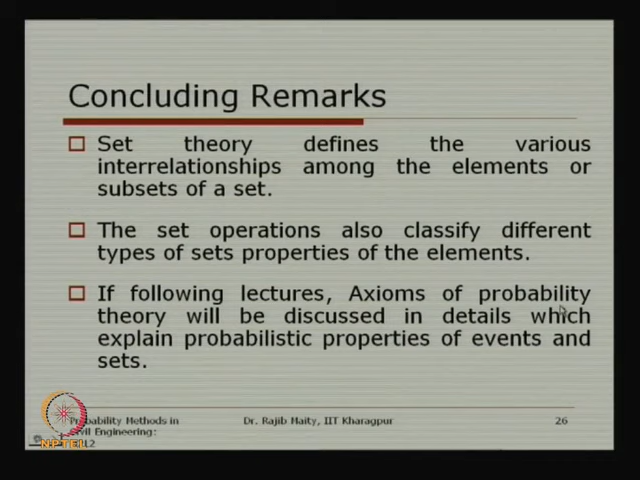 Concluding Remarks
Set theory defines the various
interrelationships among the elements or
subsets of a set.
The set operations also classify different
types of sets properties of the elements.
If following lectures, Axioms of probability
theory will be discussed in details which
explain probabilistic properties of events and
sets.
Probability Methods in
Civil Engineering:
Dr. Rajib Maity, IIT Kharagpur
26
NPTEL